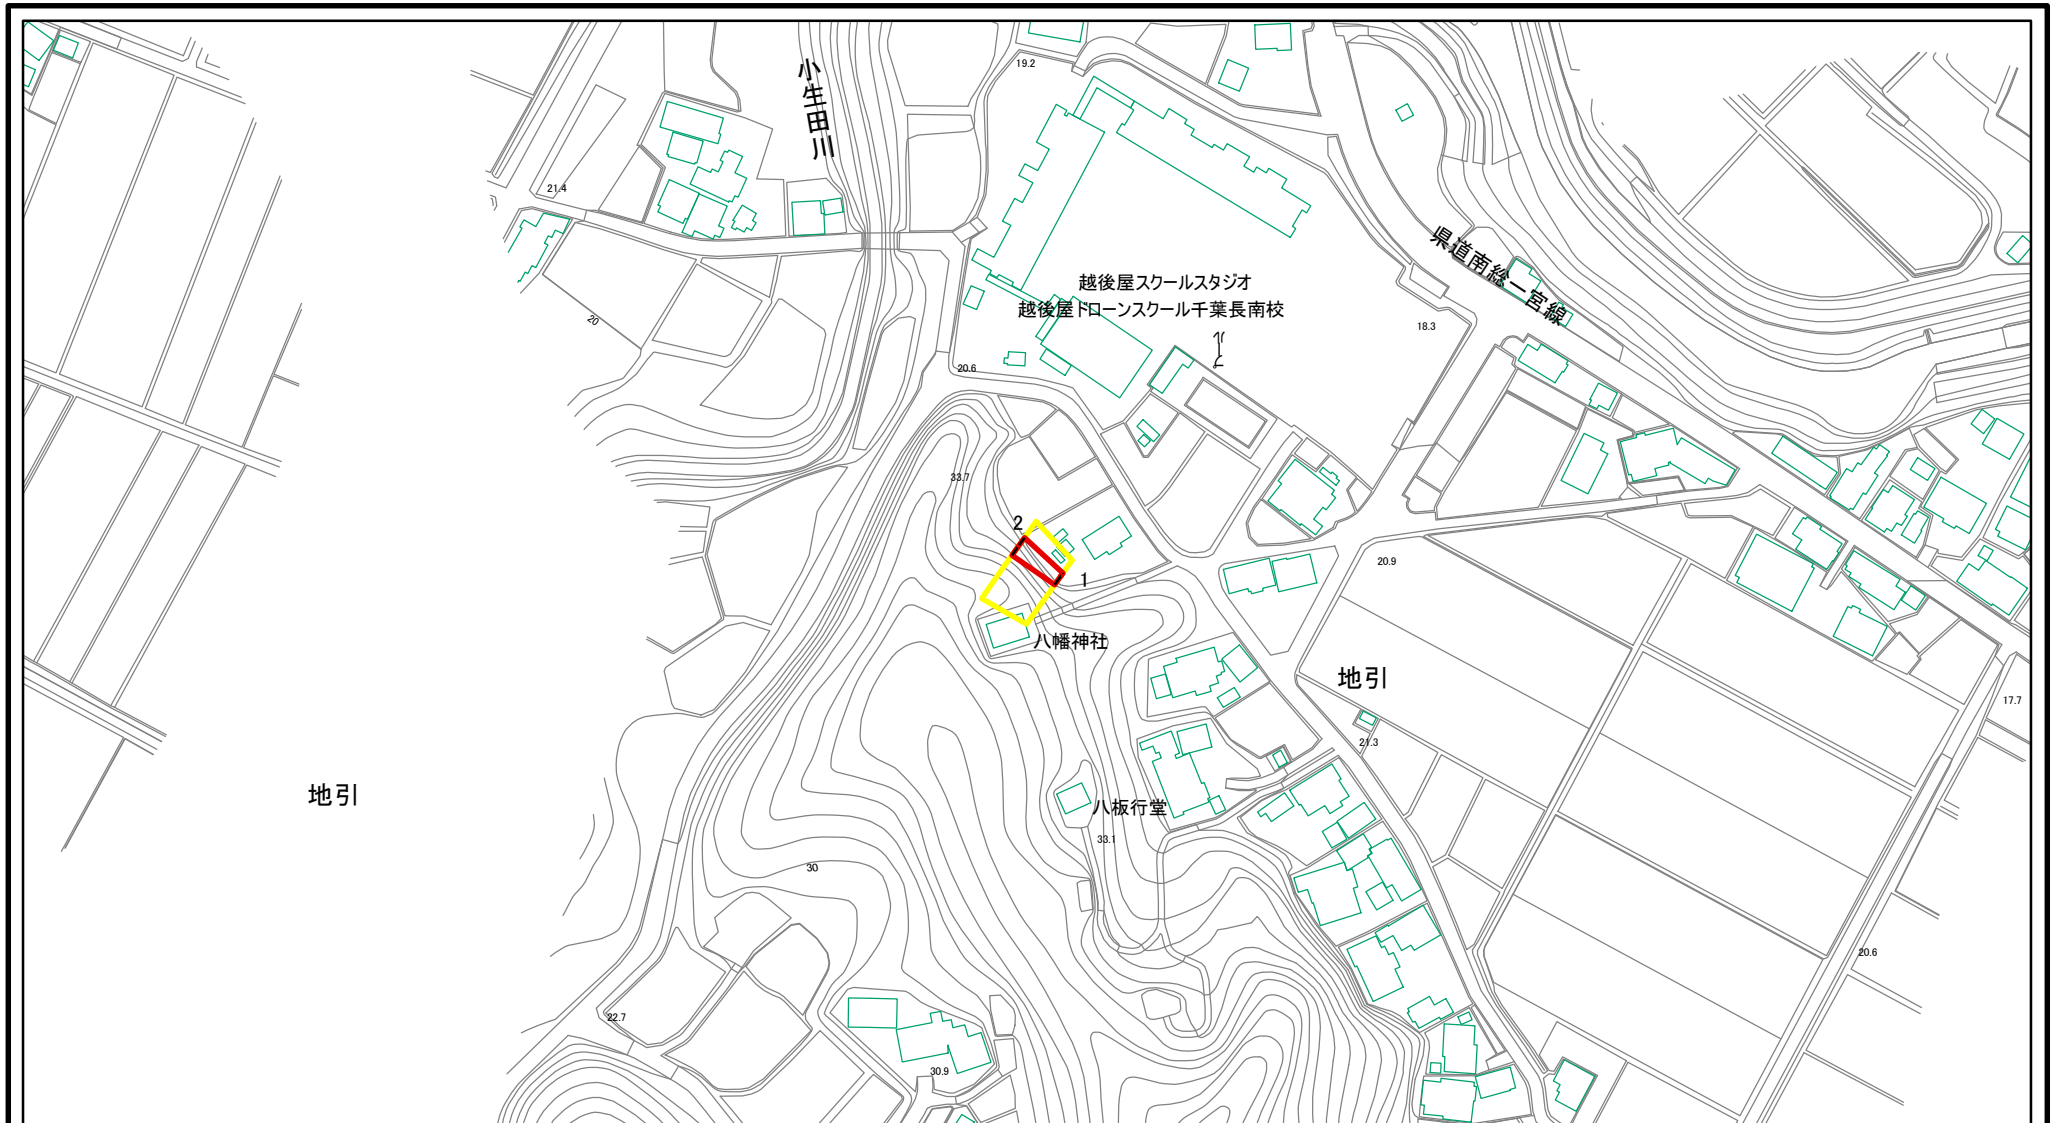 19.2
小生田川
21.4
県道南総一宮線
越後屋スクールスタジオ
越後屋ドローンスクール千葉長南校
20
18.3
20.6
33.7
2
1
20.9
八幡神社
地引
17.7
21.3
地引
八板行堂
33.1
30
20.6
22.7
30.9